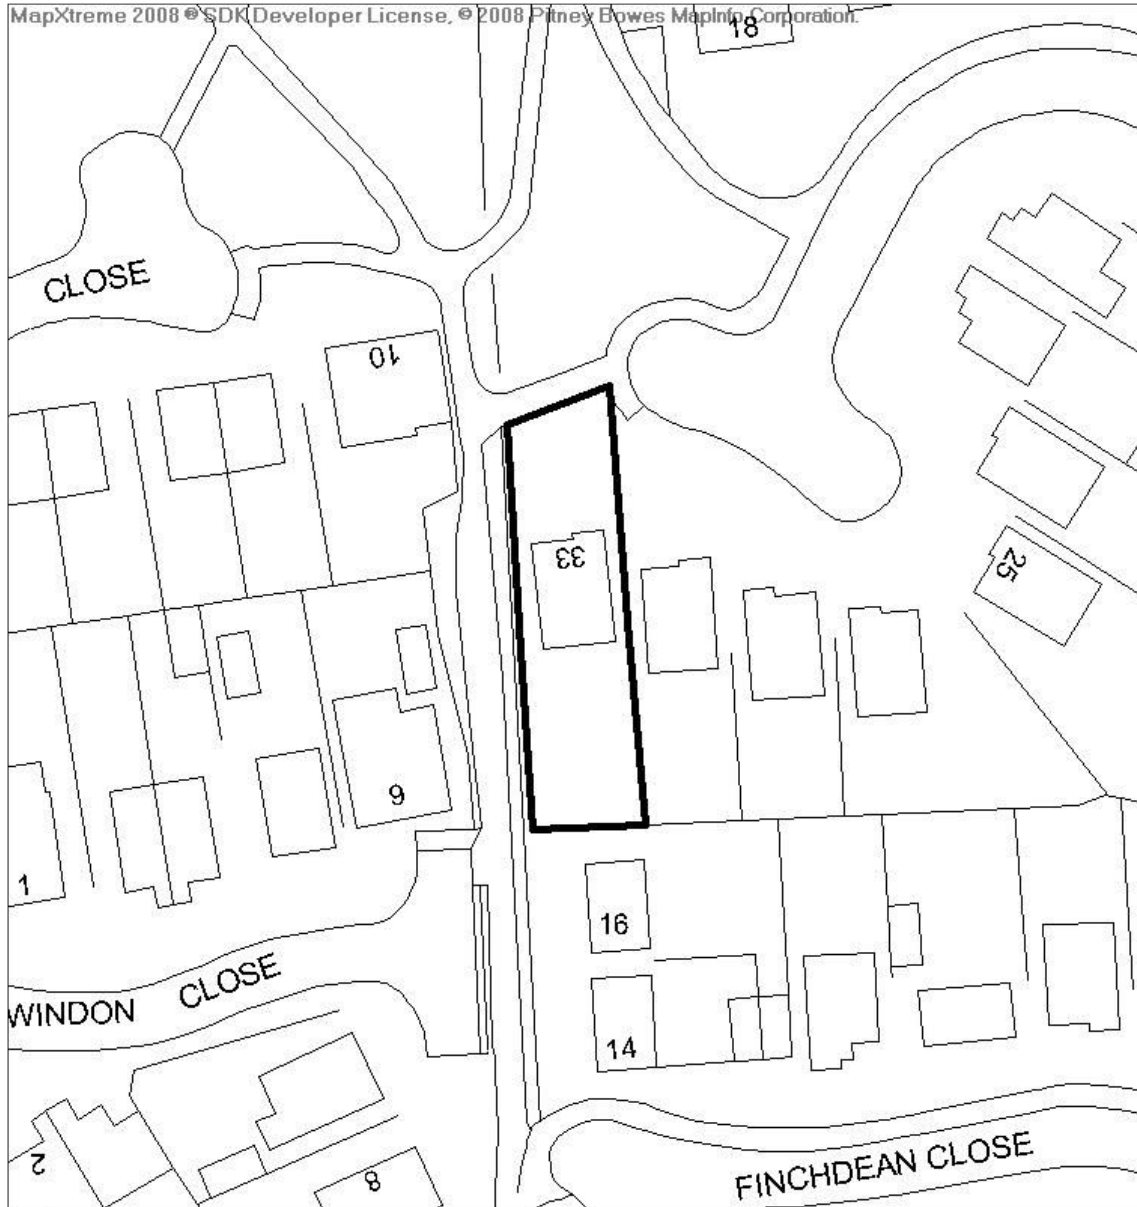 MapXtreme 2008 ® SDK Developer License. © 2008 Pitney Bowes MapInfo Corporation.
18
CLOSE
10
33
25
9
1
16
CLOSE
WINDON
14
2
8
FINCHDEAN CLOSE